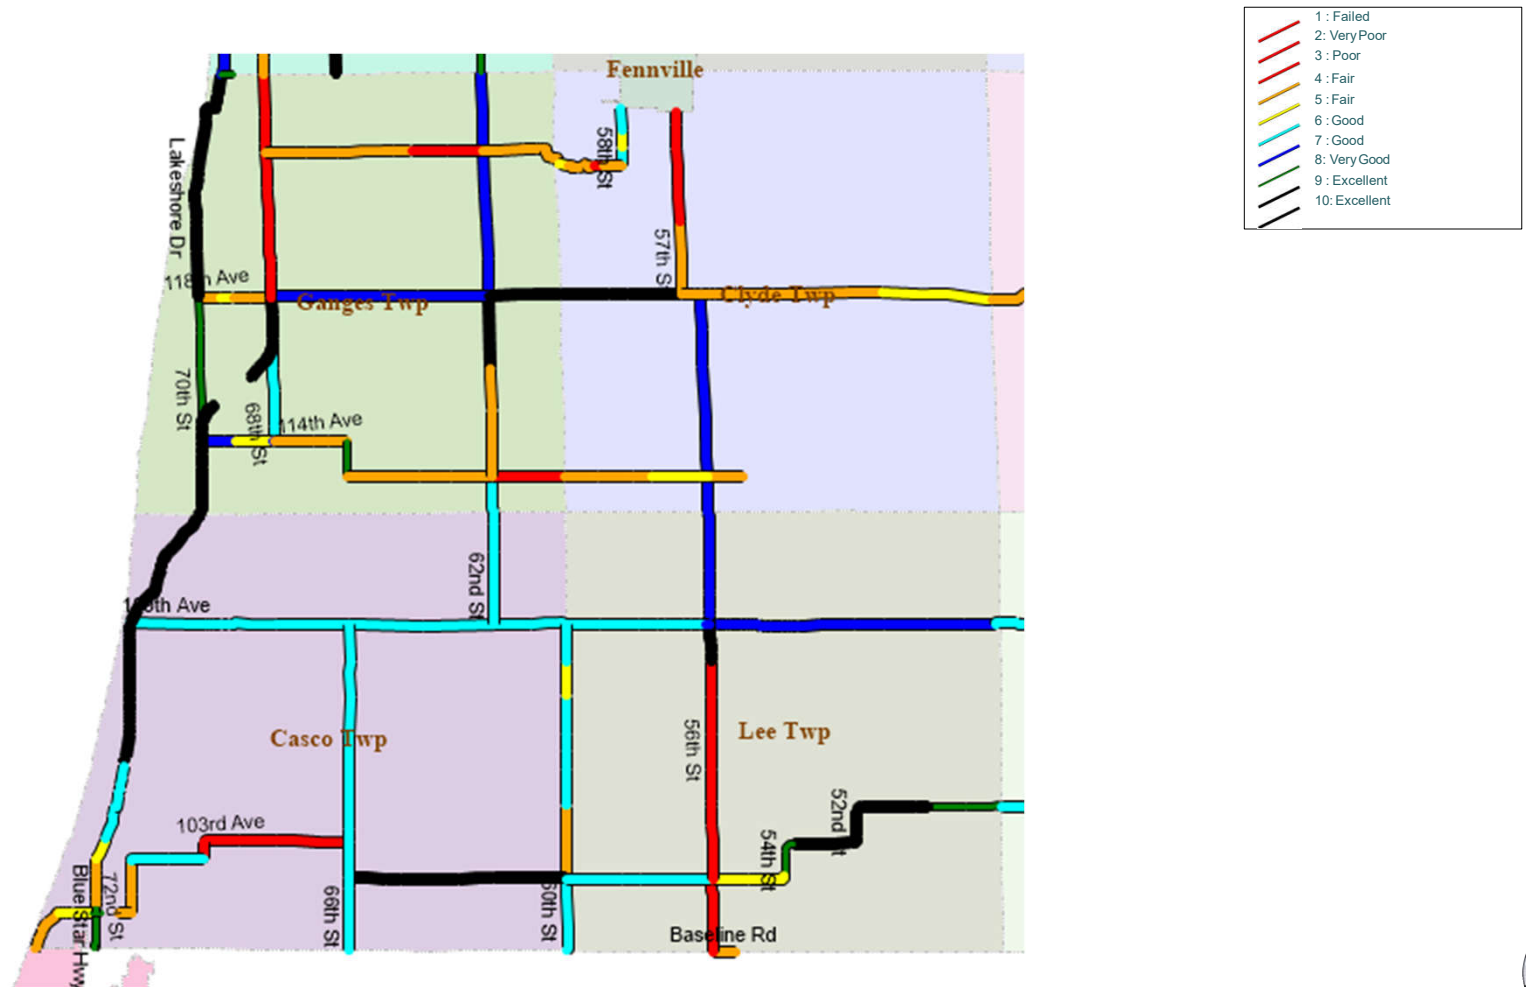 1 : Failed
2: Very Poor
3 : Poor
4 : Fair
5 : Fair
6 : Good
7 : Good
8: Very Good
9 : Excellent
10: Excellent
Fennville
58th St
Lakeshore Dr
57th S
118th Ave
Ganges Twp
Clyde Twp
70th St
68th St
114th Ave
62nd St
th Ave
Casco Twp
56th St
Lee Twp
52nd
103rd Ave
54th St
Blue Star Hwy
72nd St
66th St
60th St
Baseline Rd